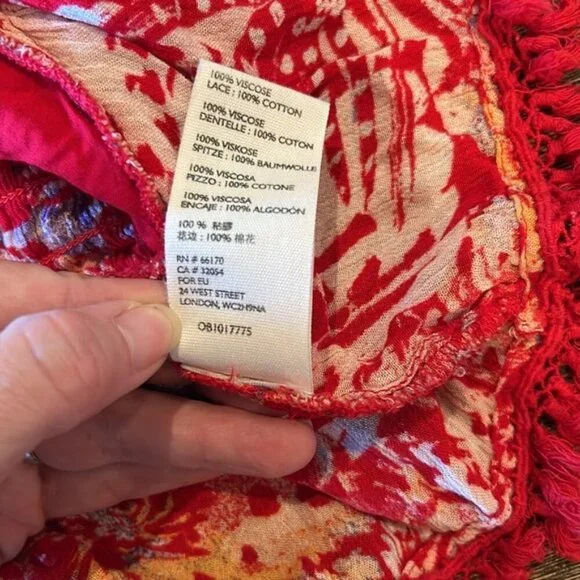 100% VISCOSE
LACE : 100% COTTON
100% VISCOSE
DENTELLE : 100% COTON
100% VISKOSE
SPITZE : 100% BAUMWOLLE
100% VISCOSA
PIZZO : 100% COTONE
100% VISCOSA
ENCAJE : 100% ALGODÓN
100 % 粘膠
花边 : 100% 棉花
RN # 66170
CA # 32054
FOR EU
24 WEST STREET
LONDON, WC2H9NA
OB1017775